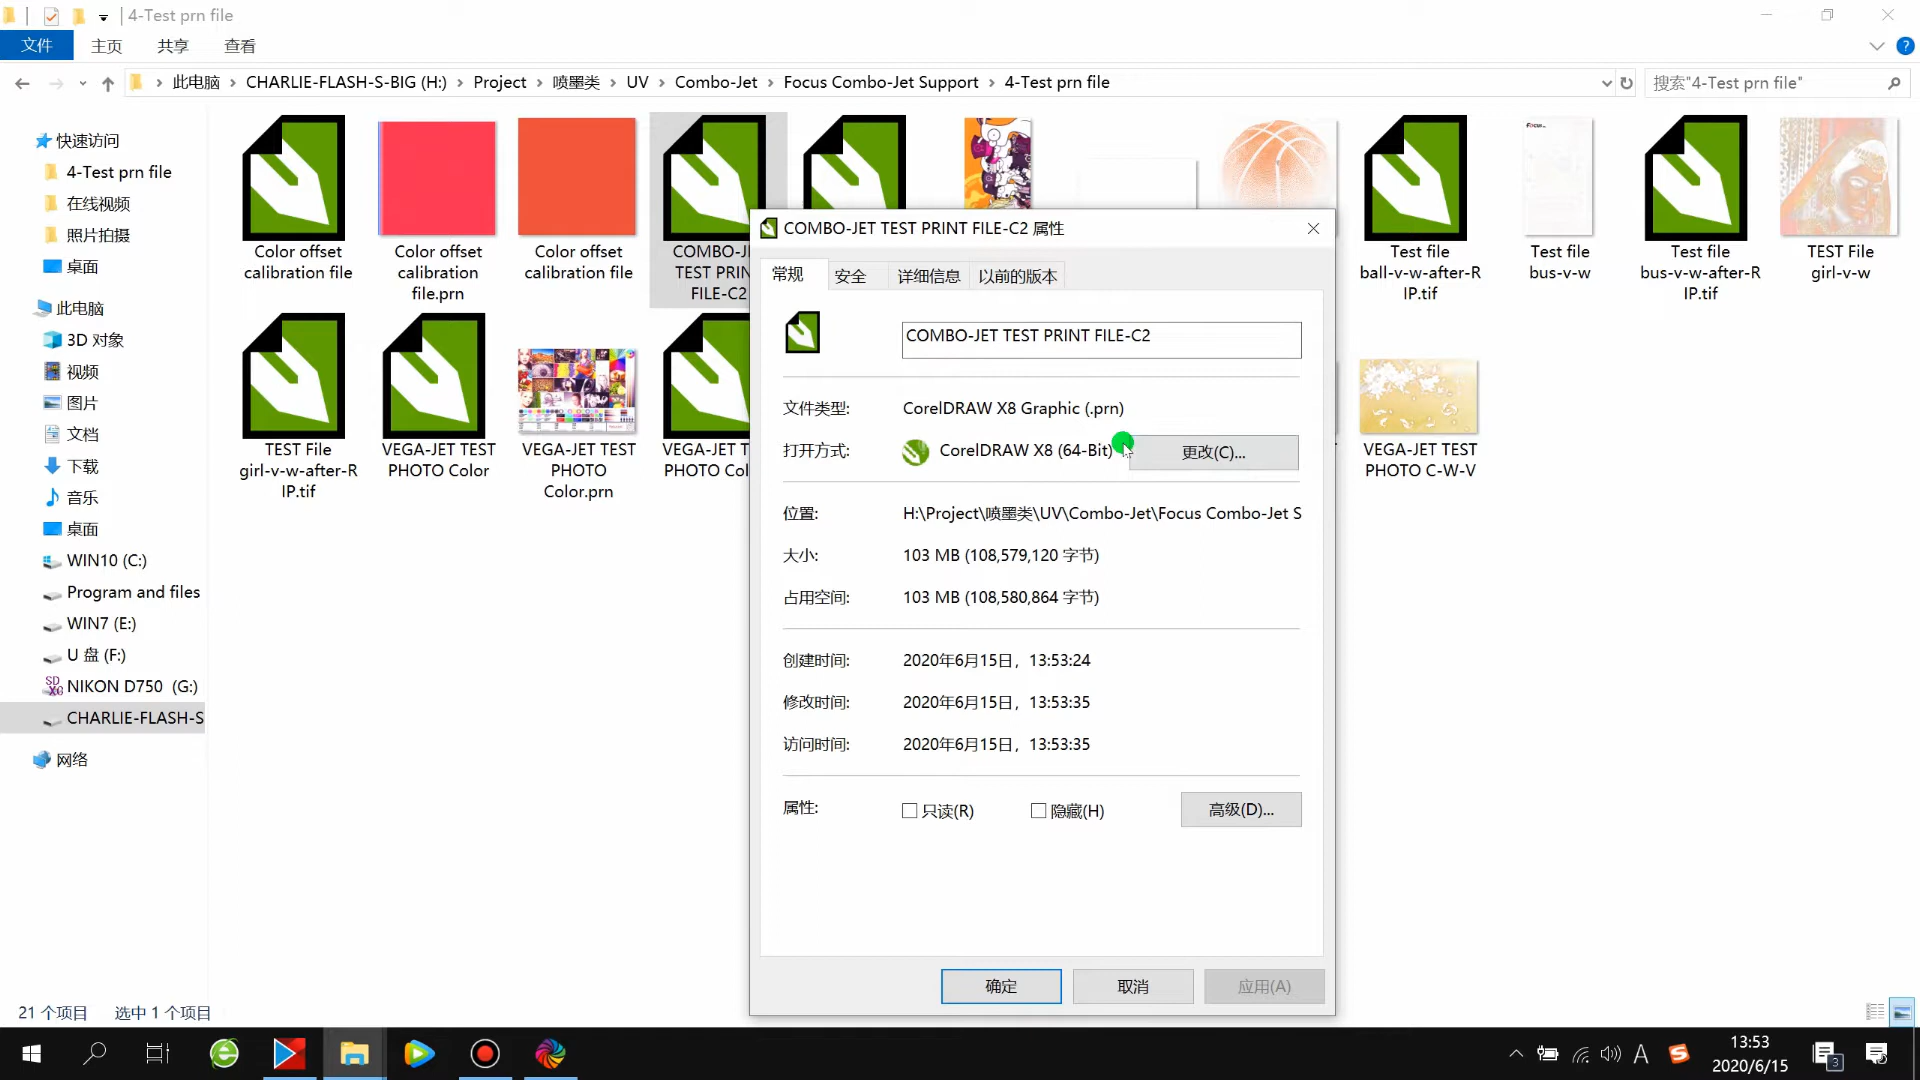 4-Test prn file
文件 主页 共享 查看
此电脑 CHARLIE-FLASH-S-BIG (H:) Project 喷墨类 UV Combo-Jet Focus Combo-Jet Support 4-Test prn file
搜索"4-Test prn file"
快速访问
4-Test prn file
在线视频
照片拍摄
桌面
此电脑
3D 对象
视频
图片
文档
下载
音乐
桌面
WIN10 (C:)
Program and files
WIN7 (E:)
U 盘 (F:)
NIKON D750 (G:)
CHARLIE-FLASH-S
网络
Color offset
calibration file
Color offset
calibration
file.prn
Color offset
calibration file
COMBO-J
TEST PRIN
FILE-C2
Test file
ball-v-w-after-R
IP.tif
Test file
bus-v-w
Test file
bus-v-w-after-R
IP.tif
TEST File
girl-v-w
TEST File
girl-v-w-after-R
IP.tif
VEGA-JET TEST
PHOTO Color
VEGA-JET TEST
PHOTO
Color.prn
VEGA-JET T
PHOTO Col
VEGA-JET TEST
PHOTO C-W-V
COMBO-JET TEST PRINT FILE-C2 属性
常规 安全 详细信息 以前的版本
COMBO-JET TEST PRINT FILE-C2
文件类型: CorelDRAW X8 Graphic (.prn)
打开方式: CorelDRAW X8 (64-Bit) 更改(C)...
位置: H:\Project\喷墨类\UV\Combo-Jet\Focus Combo-Jet S
大小: 103 MB (108,579,120 字节)
占用空间: 103 MB (108,580,864 字节)
创建时间: 2020年6月15日，13:53:24
修改时间: 2020年6月15日，13:53:35
访问时间: 2020年6月15日，13:53:35
属性: 只读(R) 隐藏(H) 高级(D)...
确定 取消 应用(A)
21 个项目 选中 1 个项目
13:53
2020/6/15
3